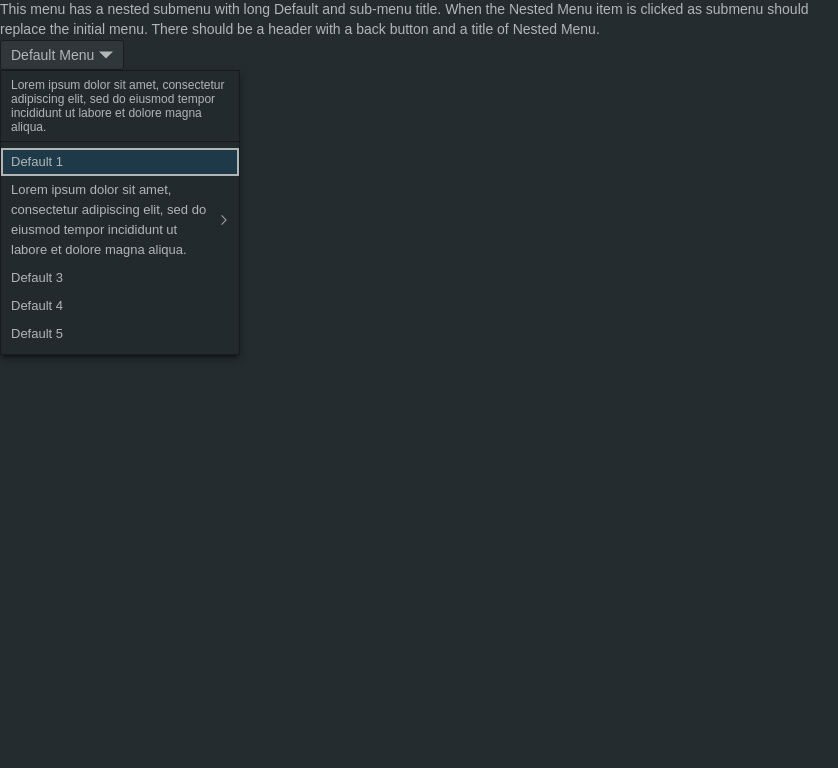 This menu has a nested submenu with long Default and sub-menu title. When the Nested Menu item is clicked as submenu should
replace the initial menu. There should be a header with a back button and a title of Nested Menu.
Default Menu
Lorem ipsum dolor sit amet, consectetur
adipiscing elit, sed do eiusmod tempor
incididunt ut labore et dolore magna
aliqua.
Default 1
Lorem ipsum dolor sit amet,
consectetur adipiscing elit, sed do
eiusmod tempor incididunt ut
labore et dolore magna aliqua.
Default 3
Default 4
Default 5